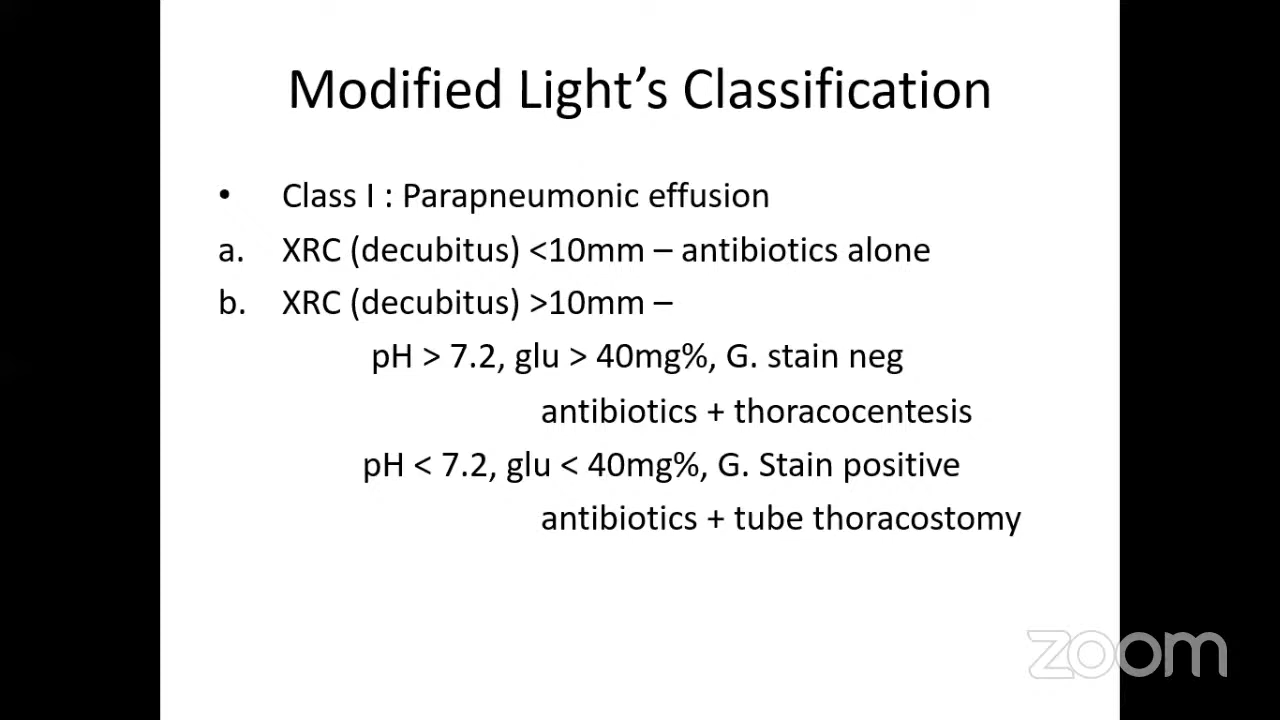 Modified Light’s Classification
• Class I : Parapneumonic effusion
a. XRC (decubitus) <10mm – antibiotics alone
b. XRC (decubitus) >10mm –
pH > 7.2, glu > 40mg%, G. stain neg
antibiotics + thoracocentesis
pH < 7.2, glu < 40mg%, G. Stain positive
antibiotics + tube thoracostomy
zoom